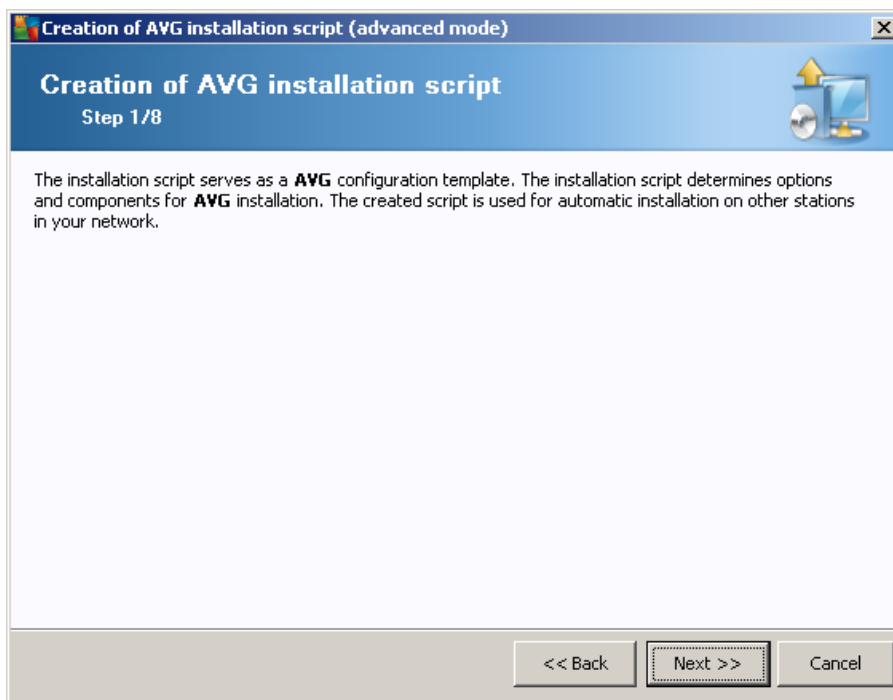 Creation of AVG installation script (advanced mode)
Creation of AVG installation script
Step 1/8
The installation script serves as a AVG configuration template. The installation script determines options
and components for AVG installation. The created script is used for automatic installation on other stations
in your network.
<< Back Next >> Cancel